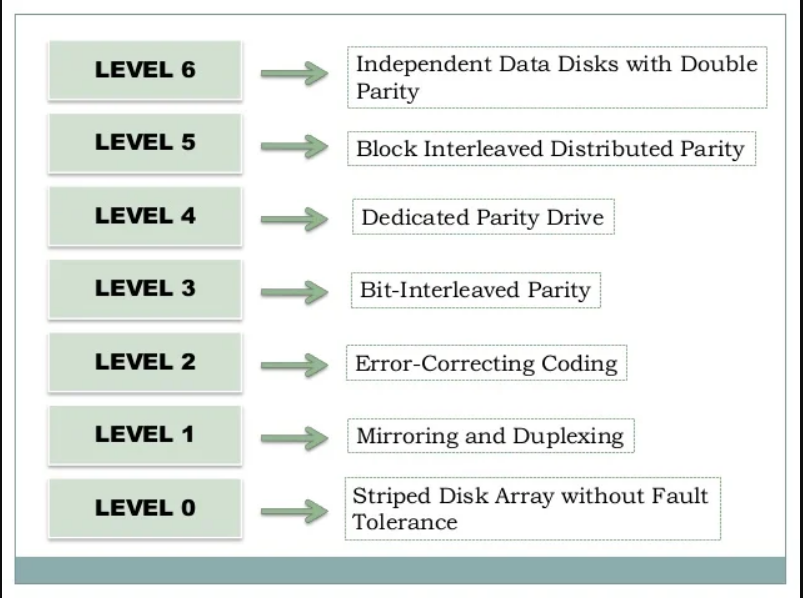 LEVEL 6
Independent Data Disks with Double
Parity
LEVEL 5
Block Interleaved Distributed Parity
LEVEL 4
Dedicated Parity Drive
LEVEL 3
Bit-Interleaved Parity
LEVEL 2
Error-Correcting Coding
LEVEL 1
Mirroring and Duplexing
LEVEL 0
Striped Disk Array without Fault
Tolerance